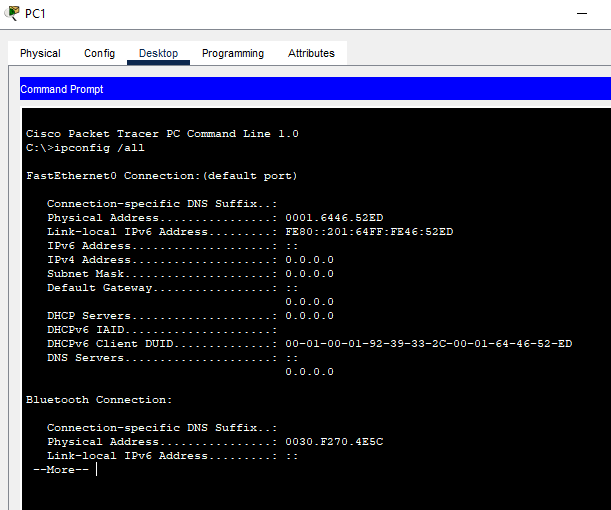 PC1
Physical Config Desktop Programming Attributes
Command Prompt
Cisco Packet Tracer PC Command Line 1.0
C:\>ipconfig /all
FastEthernet0 Connection:(default port)
Connection-specific DNS Suffix..:
Physical Address................: 0001.6446.52ED
Link-local IPv6 Address.........: FE80::201:64FF:FE46:52ED
IPv6 Address....................: ::
IPv4 Address....................: 0.0.0.0
Subnet Mask.....................: 0.0.0.0
Default Gateway.................: ::
0.0.0.0
DHCP Servers....................: 0.0.0.0
DHCPv6 IAID.....................:
DHCPv6 Client DUID..............: 00-01-00-01-92-39-33-2C-00-01-64-46-52-ED
DNS Servers.....................: ::
0.0.0.0
Bluetooth Connection:
Connection-specific DNS Suffix..:
Physical Address................: 0030.F270.4E5C
Link-local IPv6 Address.........: ::
--More--